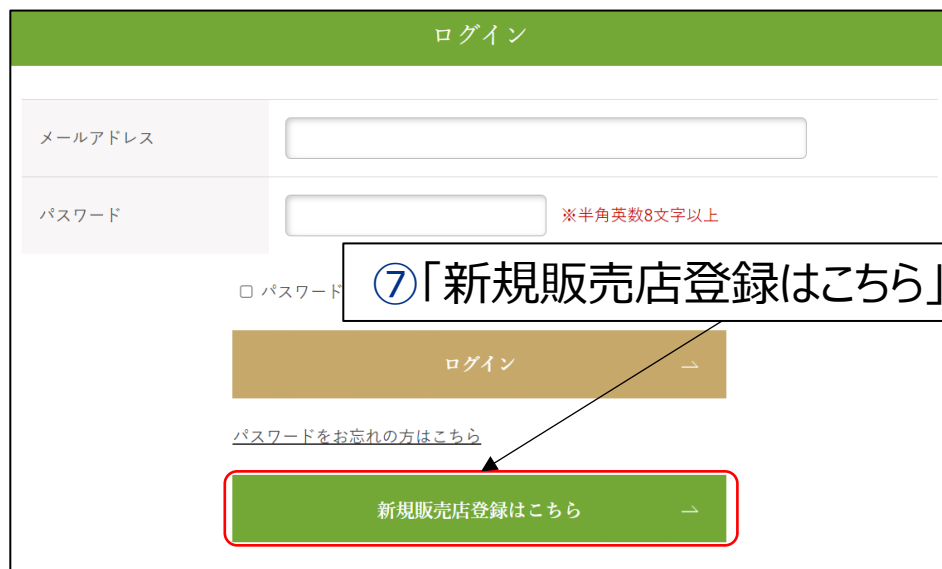 ログイン
メールアドレス
パスワード
※半角英数8文字以上
⑦「新規販売店登録はこちら」
□ パスワード
ログイン →
パスワードをお忘れの方はこちら
新規販売店登録はこちら →